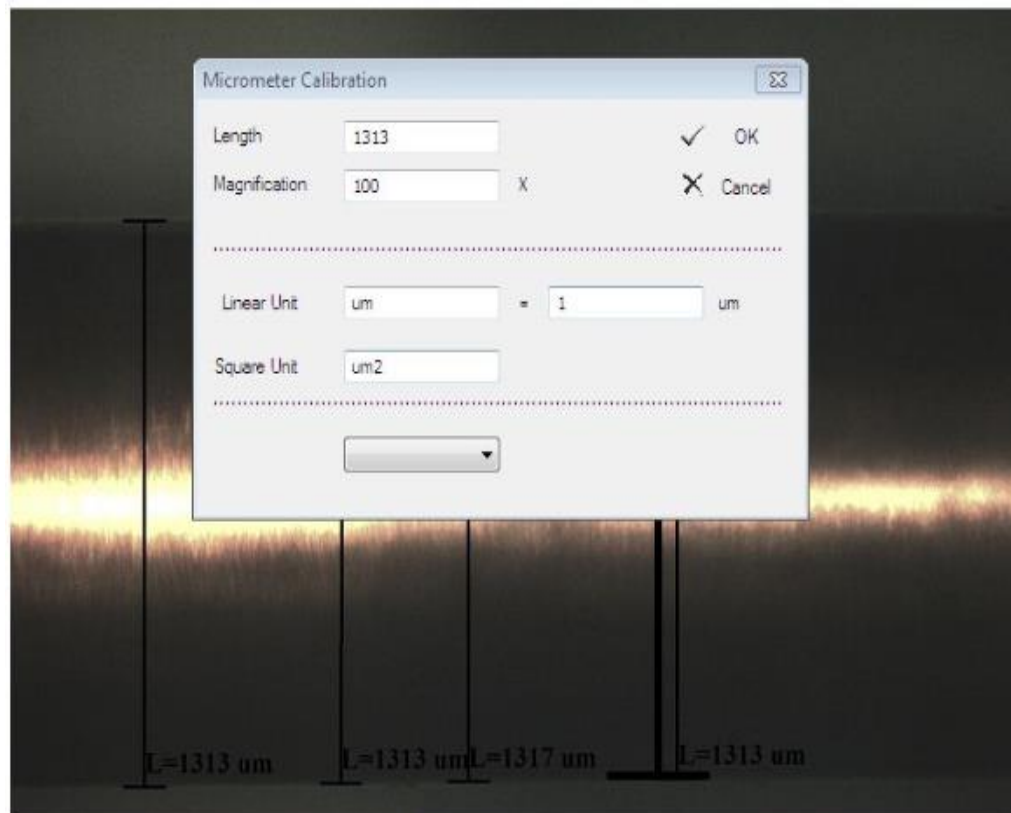 Micrometer Calibration
Length 1313 OK
Magnification 100 X Cancel
Linear Unit um = 1 um
Square Unit um2
L=1313 um L=1313 um L=1317 um L=1313 um